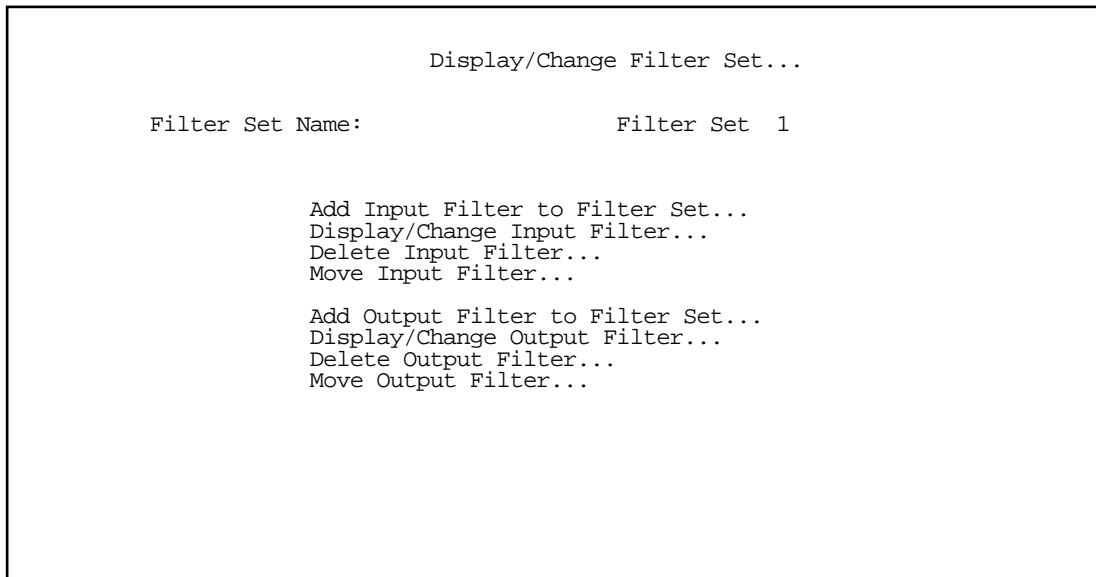 Display/Change Filter Set...
Filter Set Name: Filter Set 1
Add Input Filter to Filter Set...
Display/Change Input Filter...
Delete Input Filter...
Move Input Filter...
Add Output Filter to Filter Set...
Display/Change Output Filter...
Delete Output Filter...
Move Output Filter...